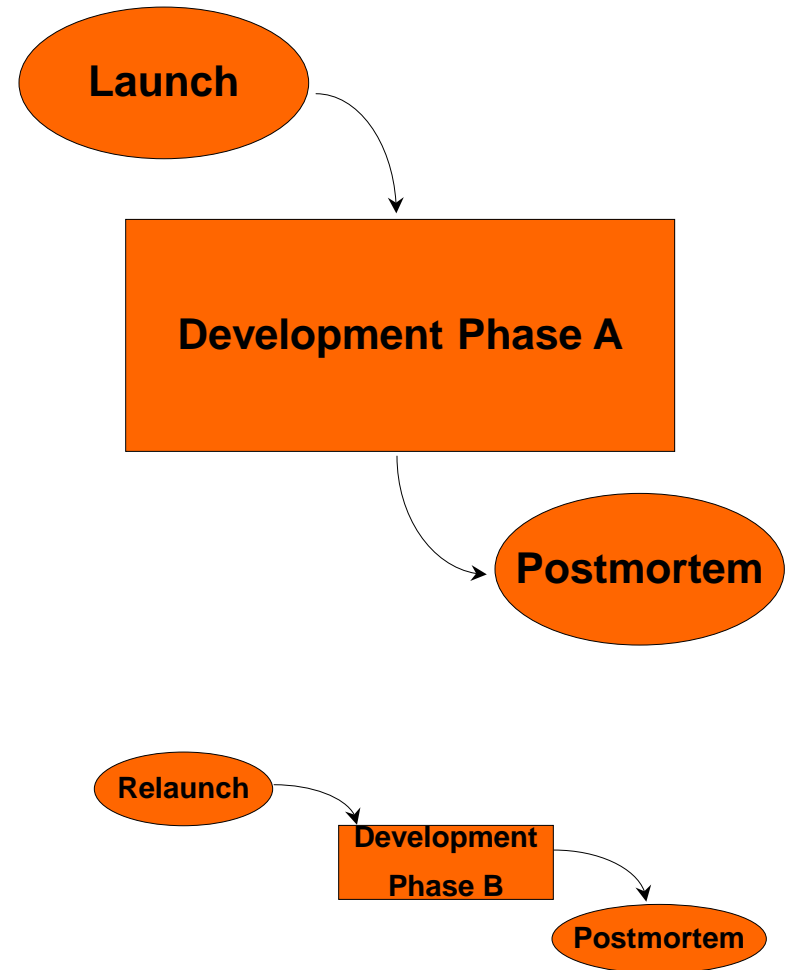 Launch
Development Phase A
Postmortem
Relaunch
Development
Phase B
Postmortem